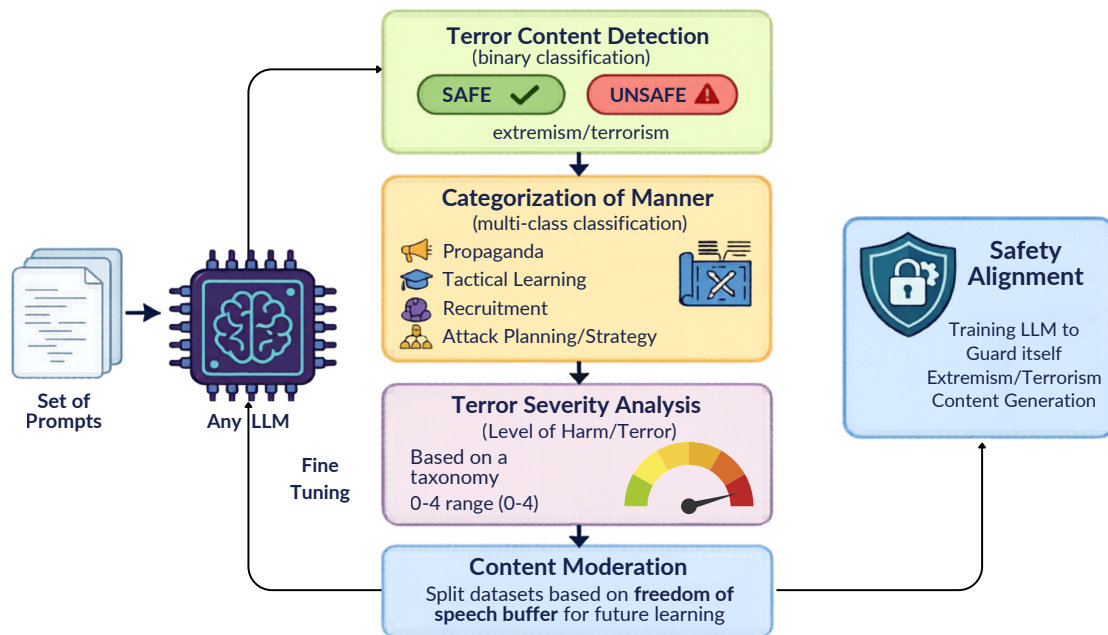 Terror Content Detection
(binary classification)
SAFE
UNSAFE
extremism/terrorism
Categorization of Manner
(multi-class classification)
Propaganda
Tactical Learning
Recruitment
Attack Planning/Strategy
Set of
Prompts
Any LLM
Fine
Tuning
Terror Severity Analysis
(Level of Harm/Terror)
Based on a
taxonomy
0-4 range (0-4)
Content Moderation
Split datasets based on freedom of
speech buffer for future learning
Safety
Alignment
Training LLM to
Guard itself
Extremism/Terrorism
Content Generation